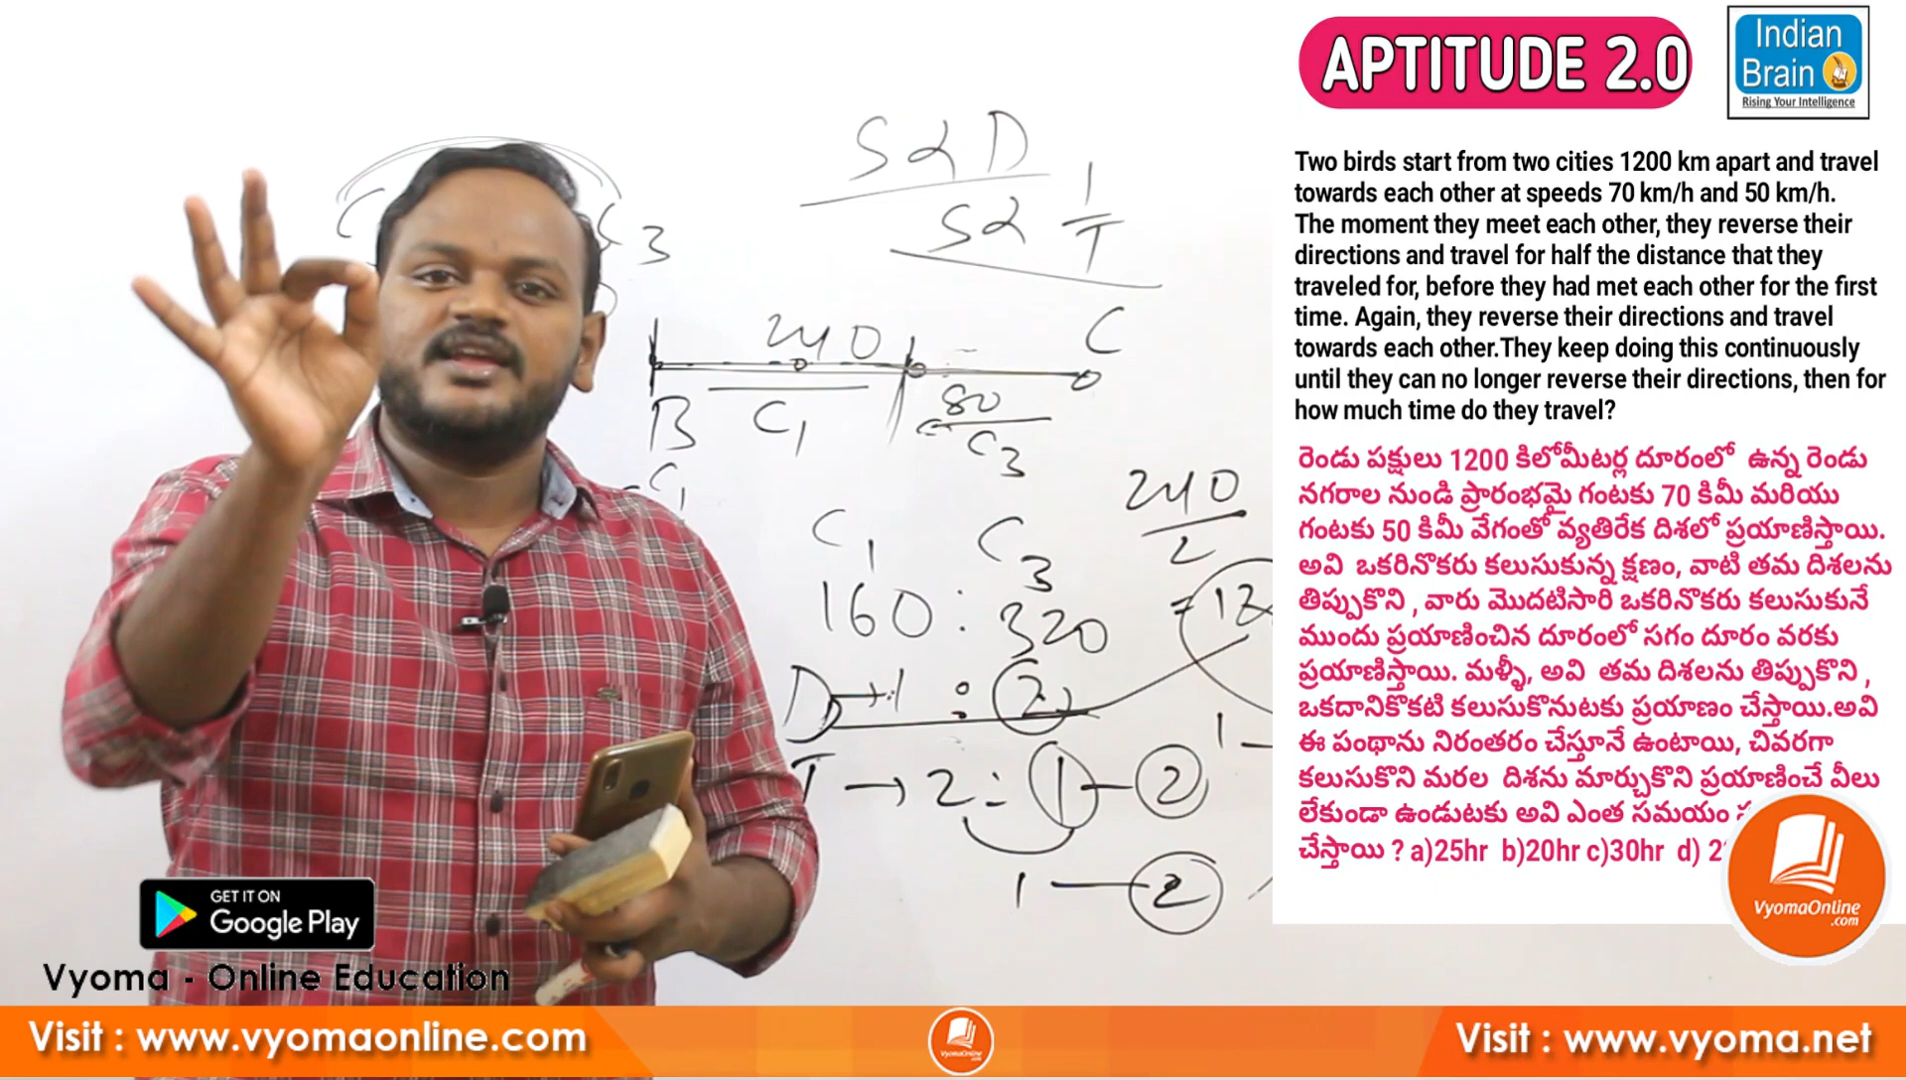 APTITUDE 2.0
Indian
Brain
Rising Your Intelligence
Two birds start from two cities 1200 km apart and travel
towards each other at speeds 70 km/h and 50 km/h.
The moment they meet each other, they reverse their
directions and travel for half the distance that they
traveled for, before they had met each other for the first
time. Again, they reverse their directions and travel
towards each other.They keep doing this continuously
until they can no longer reverse their directions, then for
how much time do they travel?
రెండు పక్షులు 1200 కిలోమీటర్ల దూరంలో ఉన్న రెండు
నగరాల నుండి ప్రారంభమై గంటకు 70 కిమీ మరియు
గంటకు 50 కిమీ వేగంతో వ్యతిరేక దిశలో ప్రయాణిస్తాయి.
అవి ఒకరినొకరు కలుసుకున్న క్షణం, వాటి తమ దిశలను
తిప్పుకొని , వారు మొదటిసారి ఒకరినొకరు కలుసుకునే
ముందు ప్రయాణించిన దూరంలో సగం దూరం వరకు
ప్రయాణిస్తాయి. మళ్ళీ, అవి తమ దిశలను తిప్పుకొని ,
ఒకదానికొకటి కలుసుకొనుటకు ప్రయాణం చేస్తాయి.అవి
ఈ పంథాను నిరంతరం చేస్తూనే ఉంటాయి, చివరగా
కలుసుకొని మరల దిశను మార్చుకొని ప్రయాణించే వీలు
లేకుండా ఉండుటకు అవి ఎంత సమయం
చేస్తాయి ? a)25hr b)20hr c)30hr d) 2
S α D
S α 1/T
3
240 C
B C1 80
C3
C1
C1 C3 240
2
160 : 320 = 12
D → 1 : 2
T → 2 : 1 — 2
1 — 2
1 —
GET IT ON
Google Play
VyomaOnline
.com
Vyoma - Online Education
Visit : www.vyomaonline.com
VyomaOnline
Visit : www.vyoma.net